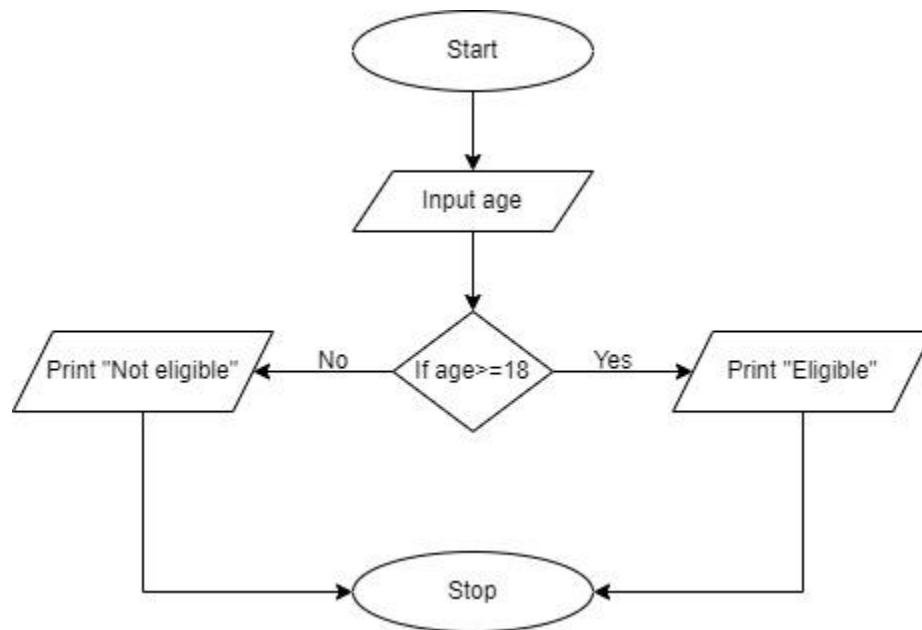 Start
Input age
If age>=18
No
Yes
Print "Not eligible"
Print "Eligible"
Stop